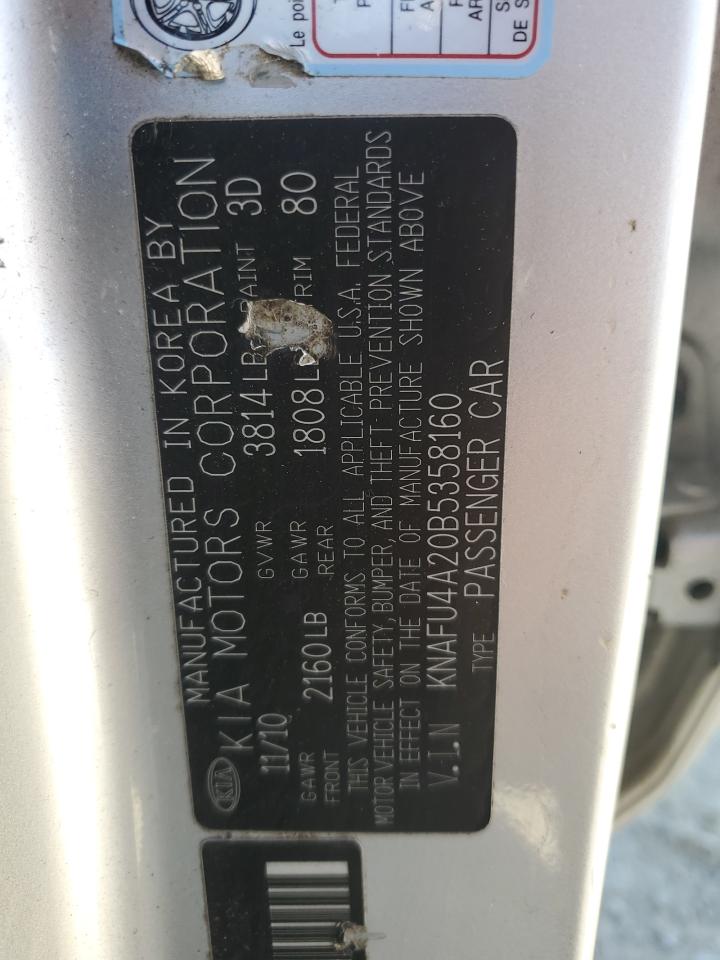 Le poi
DE S
MANUFACTURED IN KOREA BY
KIA KIA MOTORS CORPORATION
11/10 GVWR 3814LB 3D
GAWR FRONT 2160LB GAWR REAR 1808L TRIM 80
THIS VEHICLE CONFORMS TO ALL APPLICABLE U.S.A. FEDERAL
MOTOR VEHICLE SAFETY, BUMPER, AND THEFT PREVENTION STANDARDS
IN EFFECT ON THE DATE OF MANUFACTURE SHOWN ABOVE
V.I.N KNAFU4A20B5358160
TYPE PASSENGER CAR